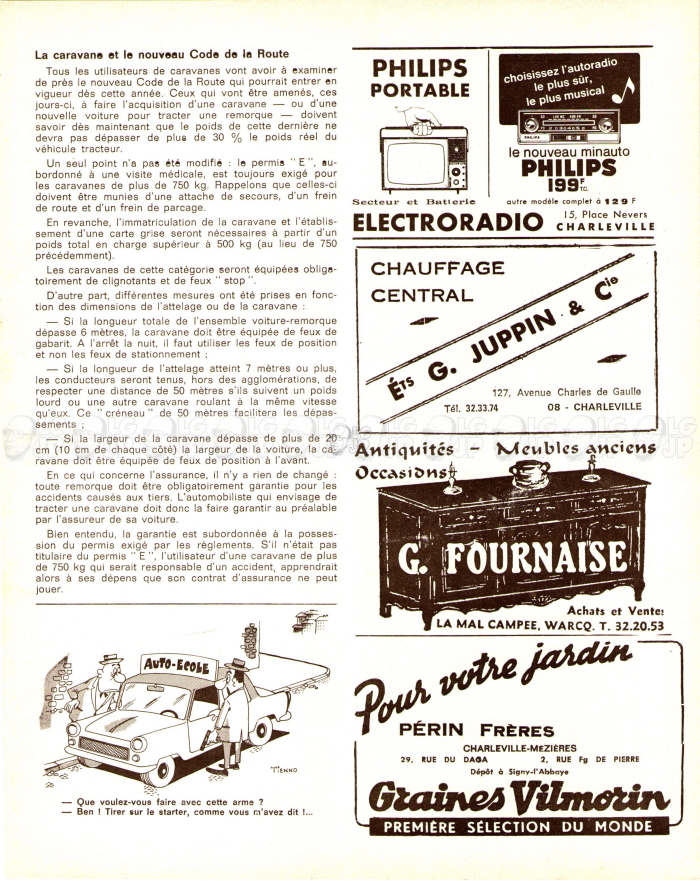 La caravane et le nouveau Code de la Route
Tous les utilisateurs de caravanes vont avoir à examiner
de près le nouveau Code de la Route qui pourrait entrer en
vigueur dès cette année. Ceux qui vont être amenés, ces
jours-ci, à faire l'acquisition d'une caravane — ou d'une
nouvelle voiture pour tracter une remorque — doivent
savoir dès maintenant que le poids de cette dernière ne
devra pas dépasser de plus de 30 % le poids réel du
véhicule tracteur.
Un seul point n'a pas été modifié : le permis "E", su-
bordonné à une visite médicale, est toujours exigé pour
les caravanes de plus de 750 kg. Rappelons que celles-ci
doivent être munies d'une attache de secours, d'un frein
de route et d'un frein de parcage.
En revanche, l'immatriculation de la caravane et l'établis-
sement d'une carte grise seront nécessaires à partir d'un
poids total en charge supérieur à 500 kg (au lieu de 750
précédemment).
Les caravanes de cette catégorie seront équipées obliga-
toirement de clignotants et de feux "stop".
D'autre part, différentes mesures ont été prises en fonc-
tion des dimensions de l'attelage ou de la caravane :
— Si la longueur totale de l'ensemble voiture-remorque
dépasse 6 mètres, la caravane doit être équipée de feux de
gabarit. A l'arrêt la nuit, il faut utiliser les feux de position
et non les feux de stationnement ;
— Si la longueur de l'attelage atteint 7 mètres ou plus,
les conducteurs seront tenus, hors des agglomérations, de
respecter une distance de 50 mètres s'ils suivent un poids
lourd ou une autre caravane roulant à la même vitesse
qu'eux. Ce "créneau" de 50 mètres facilitera les dépas-
sements ;
— Si la largeur de la caravane dépasse de plus de 20
cm (10 cm de chaque côté) la largeur de la voiture, la ca-
ravane doit être équipée de feux de position à l'avant.
En ce qui concerne l'assurance, il n'y a rien de changé :
toute remorque doit être obligatoirement garantie pour les
accidents causés aux tiers. L'automobiliste qui envisage de
tracter une caravane doit donc la faire garantir au préalable
par l'assureur de sa voiture.
Bien entendu, la garantie est subordonnée à la posses-
sion du permis exigé par les règlements. S'il n'était pas
titulaire du permis "E", l'utilisateur d'une caravane de plus
de 750 kg qui serait responsable d'un accident, apprendrait
alors à ses dépens que son contrat d'assurance ne peut
jouer.
AUTO-ECOLE
— Que voulez-vous faire avec cette arme ?
— Ben ! Tirer sur le starter, comme vous m'avez dit !...
PHILIPS
PORTABLE
Secteur et Batterie
choisissez l'autoradio
le plus sûr,
le plus musical
le nouveau minauto
PHILIPS
199F
TC.
autre modèle complet à 129 F
ELECTRORADIO
15, Place Nevers
CHARLEVILLE
CHAUFFAGE
CENTRAL
Éts G. JUPPIN & Cie
127, Avenue Charles de Gaulle
Tél. 32.33.74
08 - CHARLEVILLE
Antiquités - Meubles anciens
Occasions
G. FOURNAISE
Achats et Ventes
LA MAL CAMPEE, WARCQ. T. 32.20.53
Pour votre jardin
PÉRIN FRÈRES
CHARLEVILLE-MEZIÈRES
29, RUE DU DAGA
2, RUE Fg DE PIERRE
Dépôt à Signy-l'Abbaye
Graines Vilmorin
PREMIÈRE SÉLECTION DU MONDE